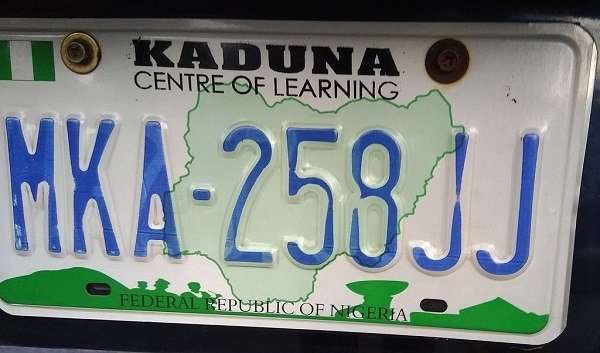 KADUNA
CENTRE OF LEARNING
MKA-258JJ
FEDERAL REPUBLIC OF NIGERIA